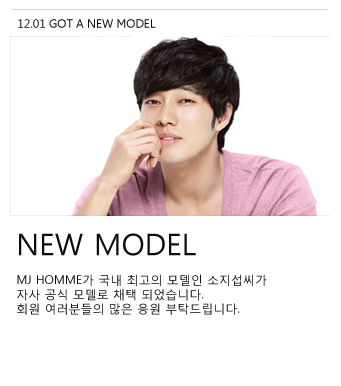 12.01 GOT A NEW MODEL
NEW MODEL
MJ HOMME가 국내 최고의 모델인 소지섭씨가
자사 공식 모델로 채택 되었습니다.
회원 여러분들의 많은 응원 부탁드립니다.